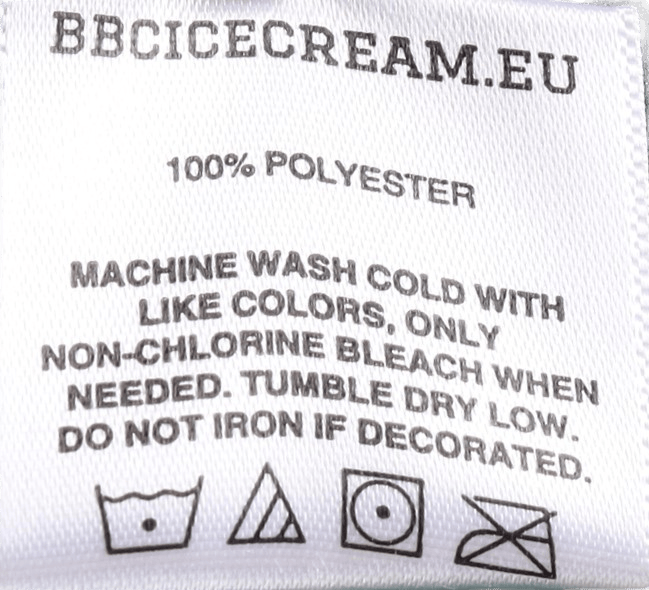 BBCICECREAM.EU
100% POLYESTER
MACHINE WASH COLD WITH
LIKE COLORS, ONLY
NON-CHLORINE BLEACH WHEN
NEEDED. TUMBLE DRY LOW.
DO NOT IRON IF DECORATED.